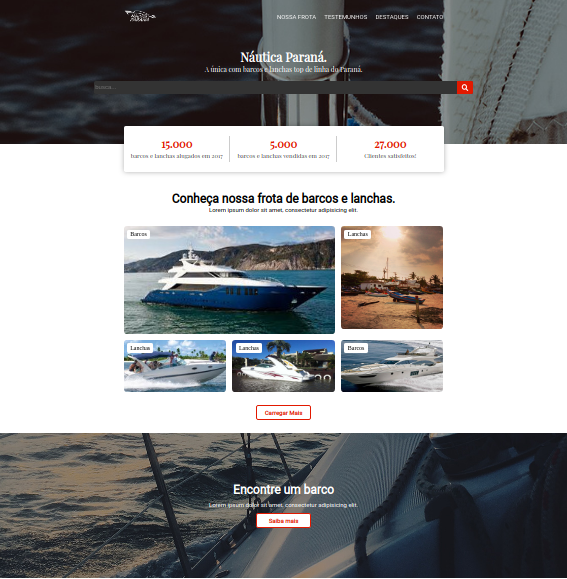 NÁUTICA
PARANÁ
NOSSA FROTA TESTEMUNHOS DESTAQUES CONTATO
Náutica Paraná.
A única com barcos e lanchas top de linha do Paraná.
Buscar...
15.000 5.000 27.000
barcos e lanchas alugados em 2017 barcos e lanchas vendidas em 2017 Clientes satisfeitos!
Conheça nossa frota de barcos e lanchas.
Lorem ipsum dolor sit amet, consectetur adipisicing elit.
Barcos Lanchas
Lanchas Lanchas Barcos
Carregar Mais
Encontre um barco
Lorem ipsum dolor sit amet, consectetur adipisicing elit.
Saiba mais